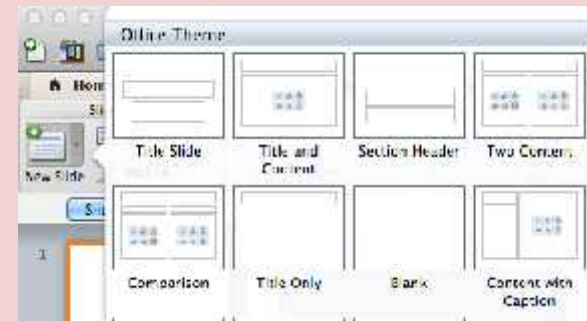 Office Theme
Hom
Title Slide
Title and Content
Section Header
Two Content
New Slide
Comparison
Title Only
Blank
Content with Caption
1